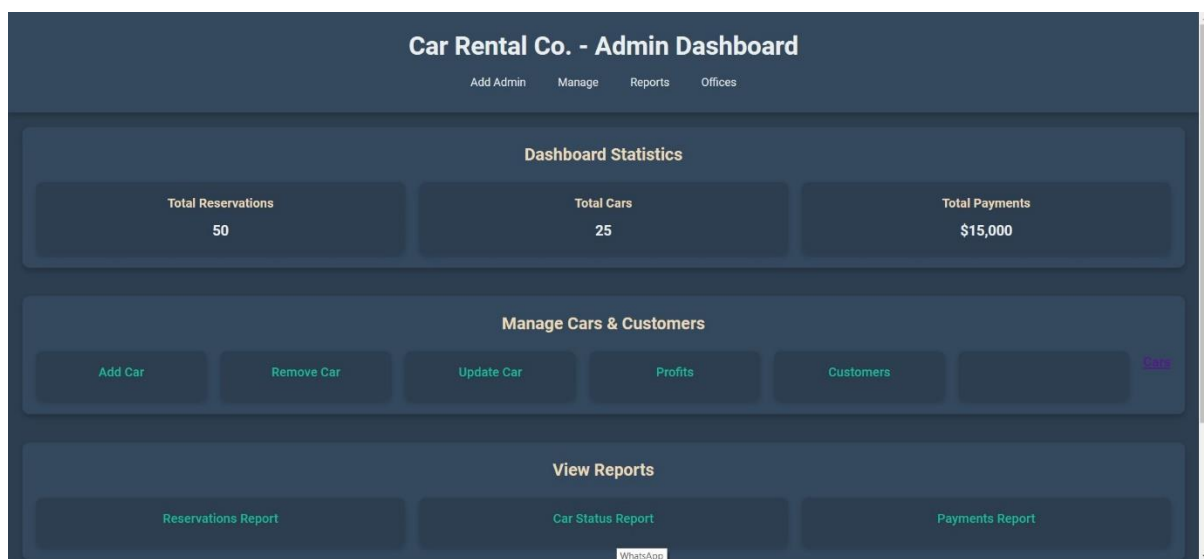 Car Rental Co. - Admin Dashboard
Add Admin Manage Reports Offices
Dashboard Statistics
Total Reservations Total Cars Total Payments
50 25 $15,000
Manage Cars & Customers
Add Car Remove Car Update Car Profits Customers Cars
View Reports
Reservations Report Car Status Report Payments Report
WhatsApp